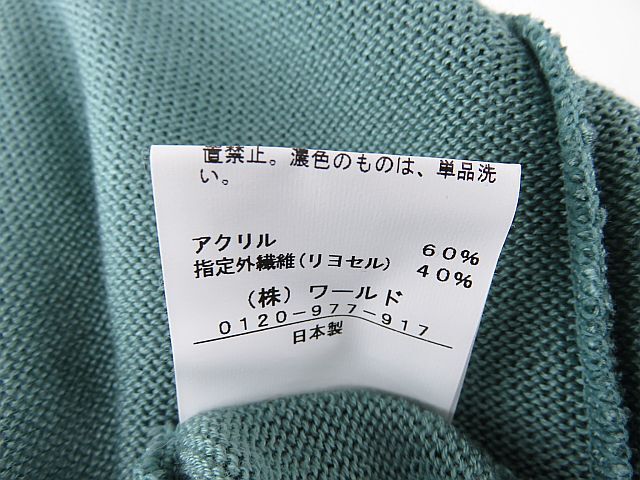 置禁止。濃色のものは、単品洗
い。
アクリル 60%
指定外繊維(リヨセル) 40%
(株)ワールド
0120-977-917
日本製